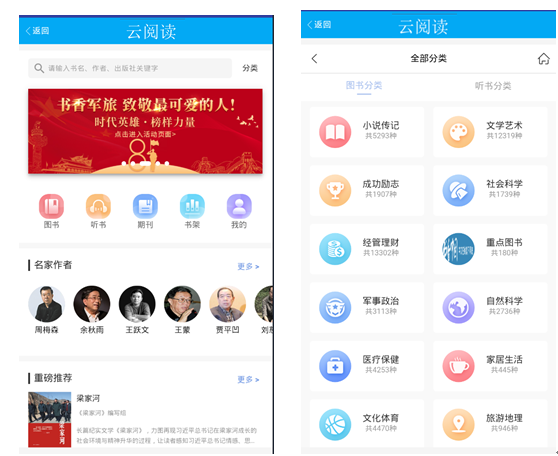 返回
云阅读
请输入书名、作者、出版社关键字
分类
书香军旅 致敬最可爱的人!
时代英雄·榜样力量
点击进入活动页面>
图书
听书
期刊
书架
我的
名家作者
更多 >
周梅森
余秋雨
王跃文
王蒙
贾平凹
重磅推荐
更多 >
梁家河
《梁家河》编写组
长篇纪实文学《梁家河》，力图再现习近平总书记在梁家河成长的
社会环境与精神升华的过程，让读者感知习近平总书记情感、思...
梁家河
返回
云阅读
全部分类
图书分类
听书分类
小说传记
共5293种
文学艺术
共12319种
成功励志
共1907种
社会科学
共1739种
经管理财
共13302种
重点图书
共180种
军事政治
共3113种
自然科学
共2736种
医疗保健
共4253种
家居生活
共445种
文化体育
共4470种
旅游地理
共946种